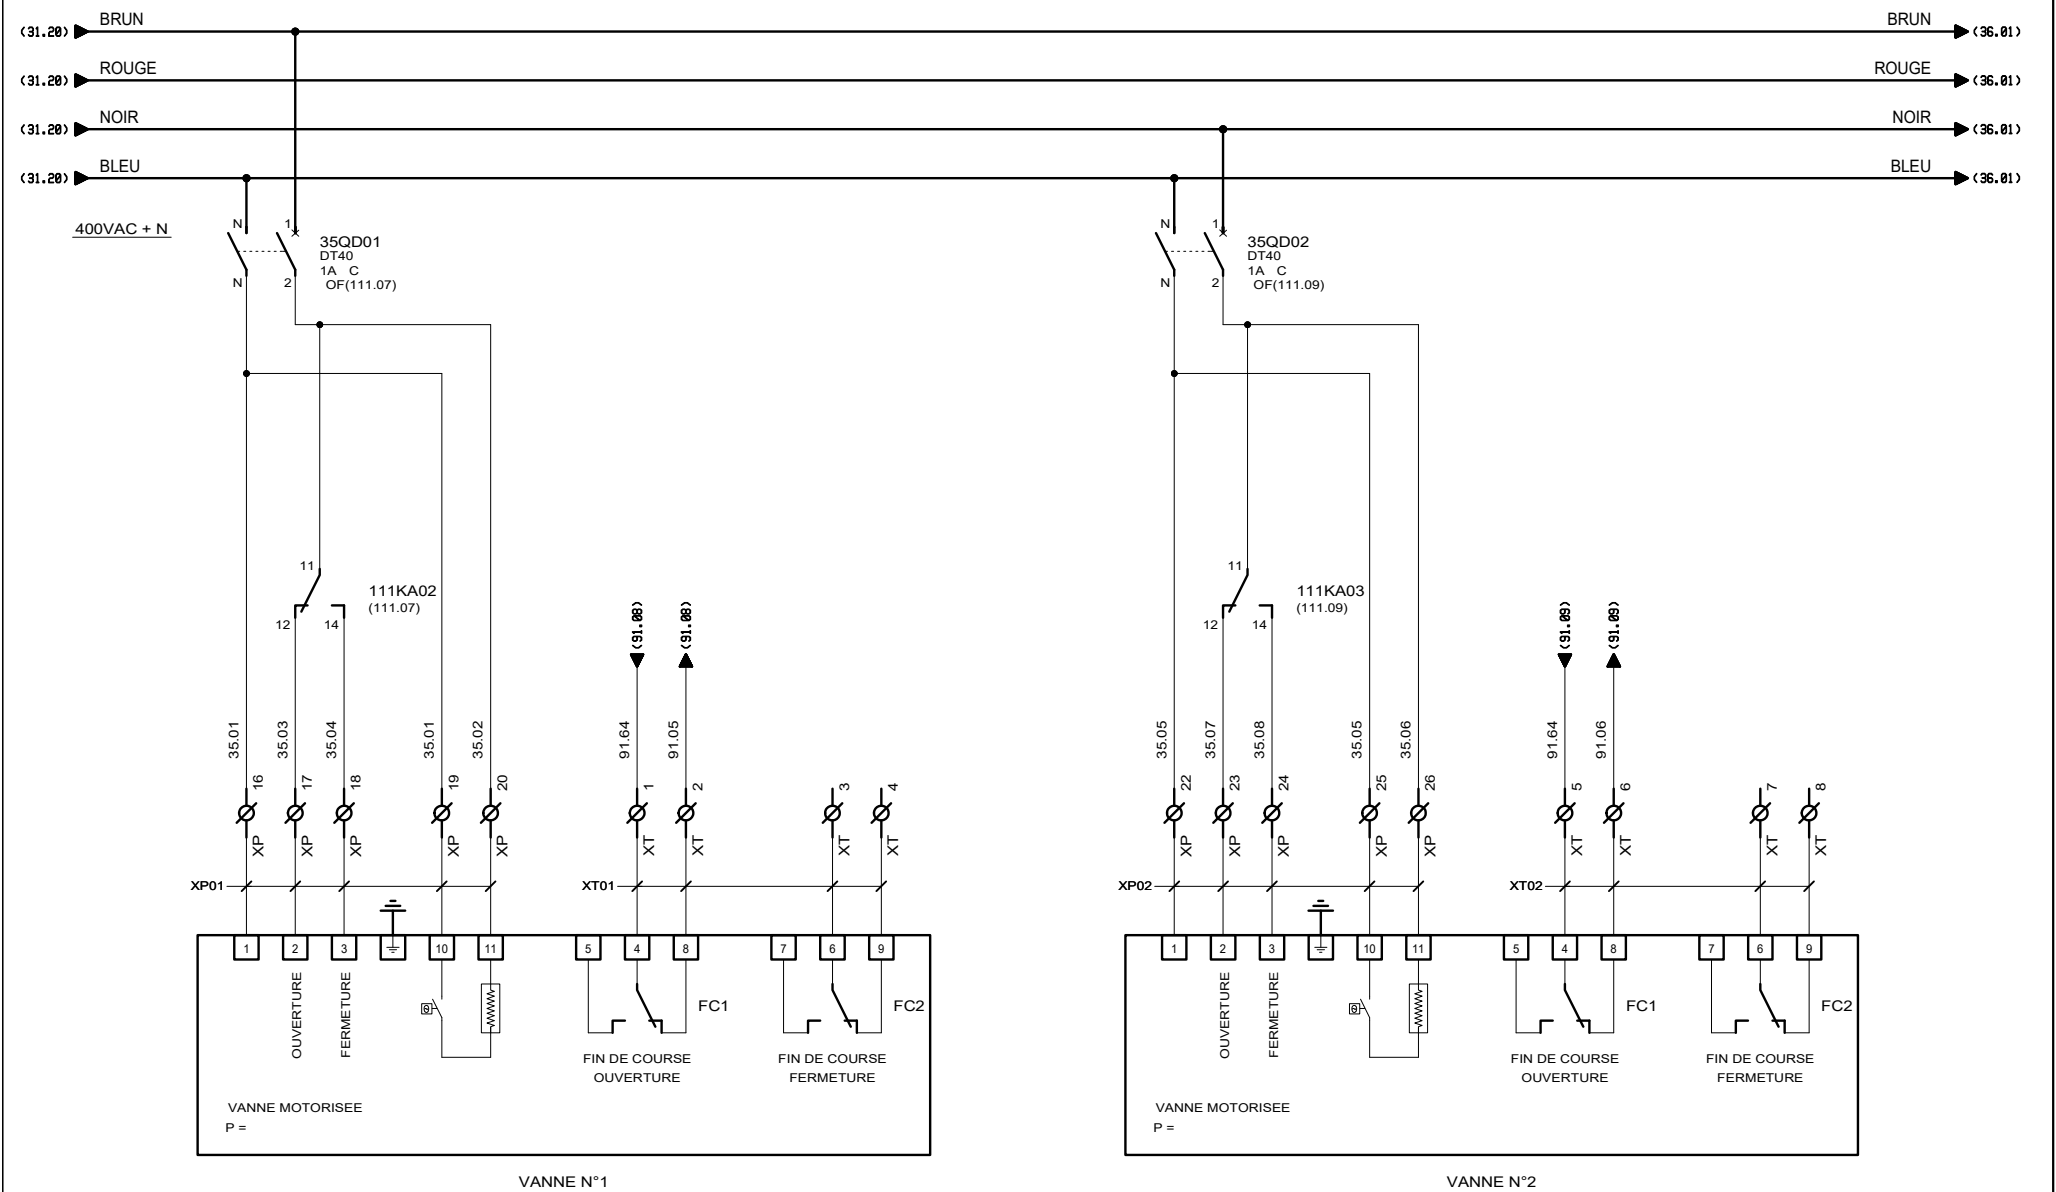 BRUN BRUN
(31.20) (36.01)
ROUGE ROUGE
(31.20) (36.01)
NOIR NOIR
(31.20) (36.01)
BLEU BLEU
(31.20) (36.01)
400VAC + N
N 1 N 1
35QD01 35QD02
DT40 DT40
1A C 1A C
OF(111.07) OF(111.09)
N 2 N 2
11 11
111KA02 111KA03
(111.07) (111.09)
12 14 12 14
(91.08) (91.08) (91.09) (91.09)
35.01 35.03 35.04 35.01 35.02 91.64 91.05 35.05 35.07 35.08 35.05 35.06 91.64 91.06
16 17 18 19 20 1 2 3 4 22 23 24 25 26 5 6 7 8
XP XP XP XP XP XT XT XT XT XP XP XP XP XP XT XT XT XT
XP01 XT01 XP02 XT02
1 2 3 10 11 5 4 8 7 6 9 1 2 3 10 11 5 4 8 7 6 9
OUVERTURE FERMETURE θ FC1 FC2 OUVERTURE FERMETURE θ FC1 FC2
FIN DE COURSE FIN DE COURSE FIN DE COURSE FIN DE COURSE
OUVERTURE FERMETURE OUVERTURE FERMETURE
VANNE MOTORISEE VANNE MOTORISEE
P = P =
VANNE N°1 VANNE N°2